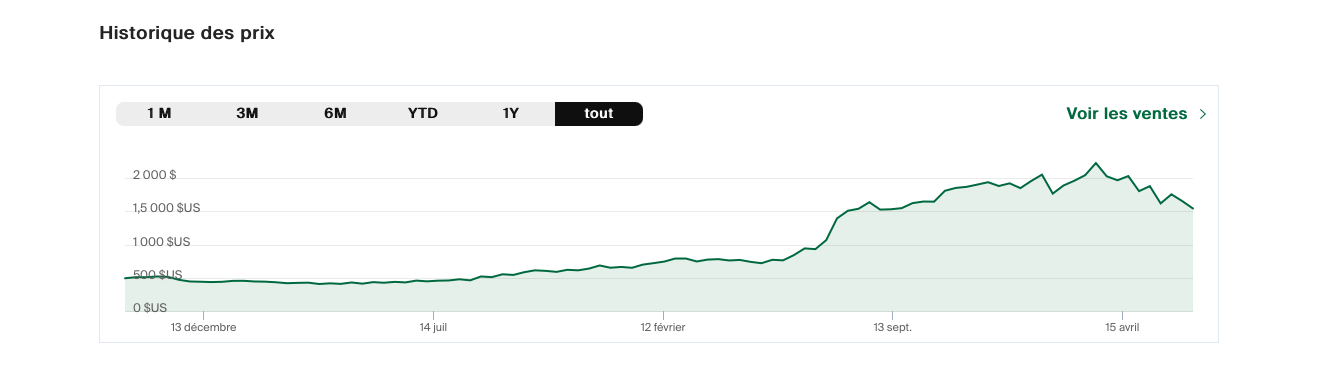 Historique des prix
1 M 3M 6M YTD 1Y tout
Voir les ventes
2 000 $
1,5 000 $US
1 000 $US
500 $US
0 $US
13 décembre 14 juil 12 février 13 sept. 15 avril